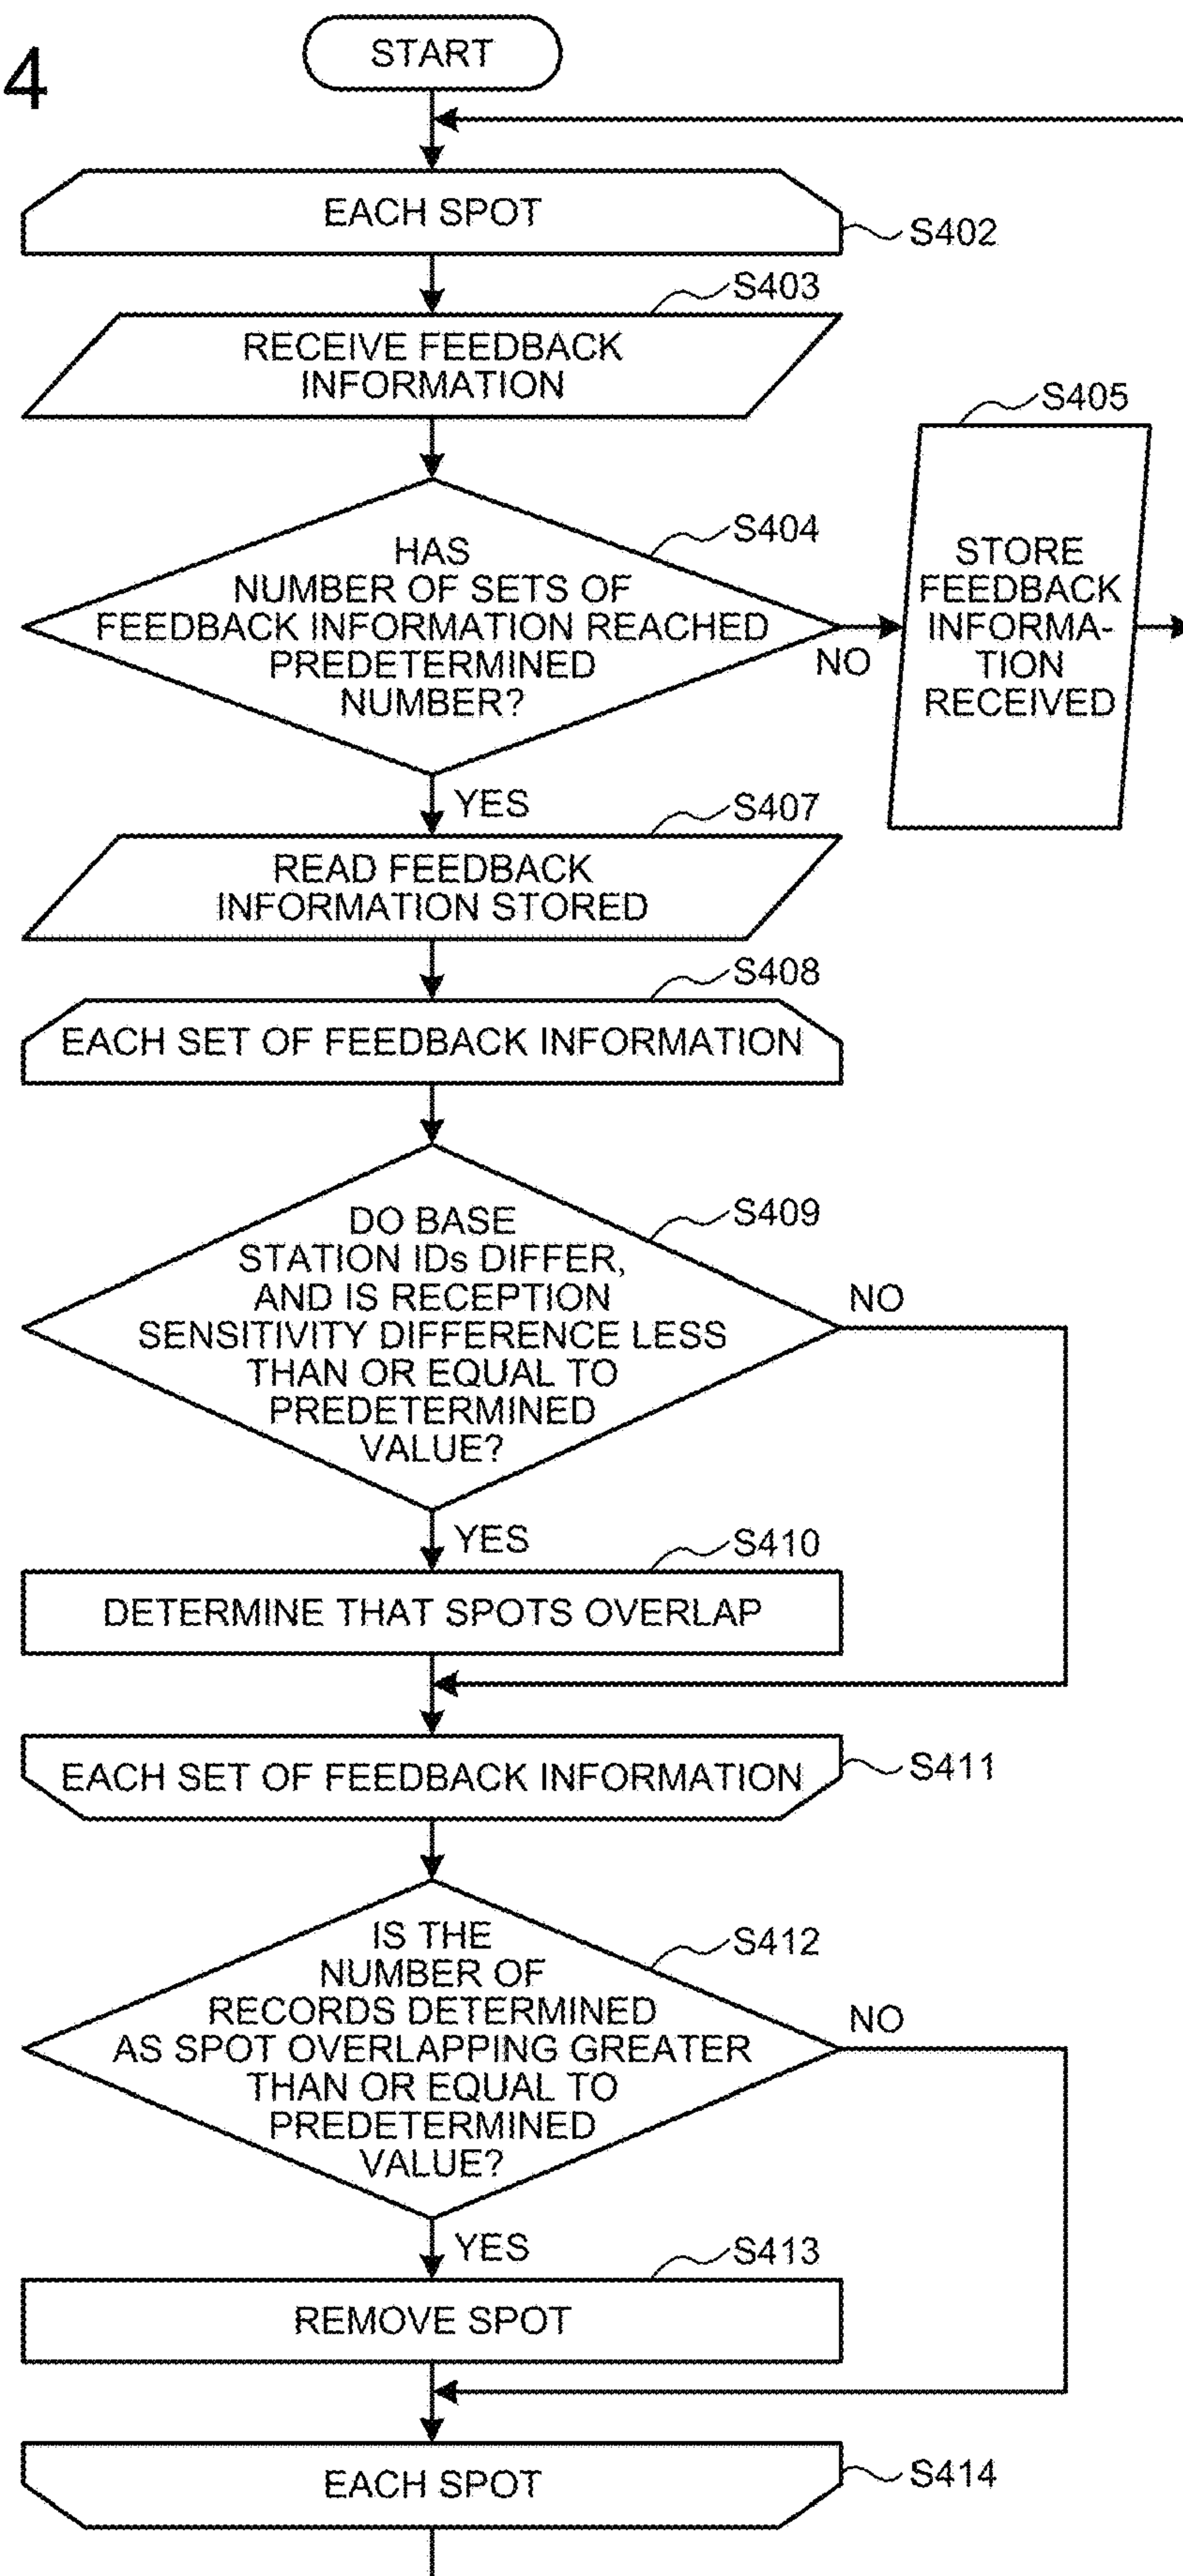 4
START
EACH SPOT
S402
S403
RECEIVE FEEDBACK
INFORMATION
S404
HAS
NUMBER OF SETS OF
FEEDBACK INFORMATION REACHED
PREDETERMINED
NUMBER?
NO
S405
STORE
FEEDBACK
INFORMA-
TION
RECEIVED
YES
S407
READ FEEDBACK
INFORMATION STORED
S408
EACH SET OF FEEDBACK INFORMATION
S409
DO BASE
STATION IDs DIFFER,
AND IS RECEPTION
SENSITIVITY DIFFERENCE LESS
THAN OR EQUAL TO
PREDETERMINED
VALUE?
NO
YES
S410
DETERMINE THAT SPOTS OVERLAP
EACH SET OF FEEDBACK INFORMATION
S411
S412
IS THE
NUMBER OF
RECORDS DETERMINED
AS SPOT OVERLAPPING GREATER
THAN OR EQUAL TO
PREDETERMINED
VALUE?
NO
YES
S413
REMOVE SPOT
EACH SPOT
S414